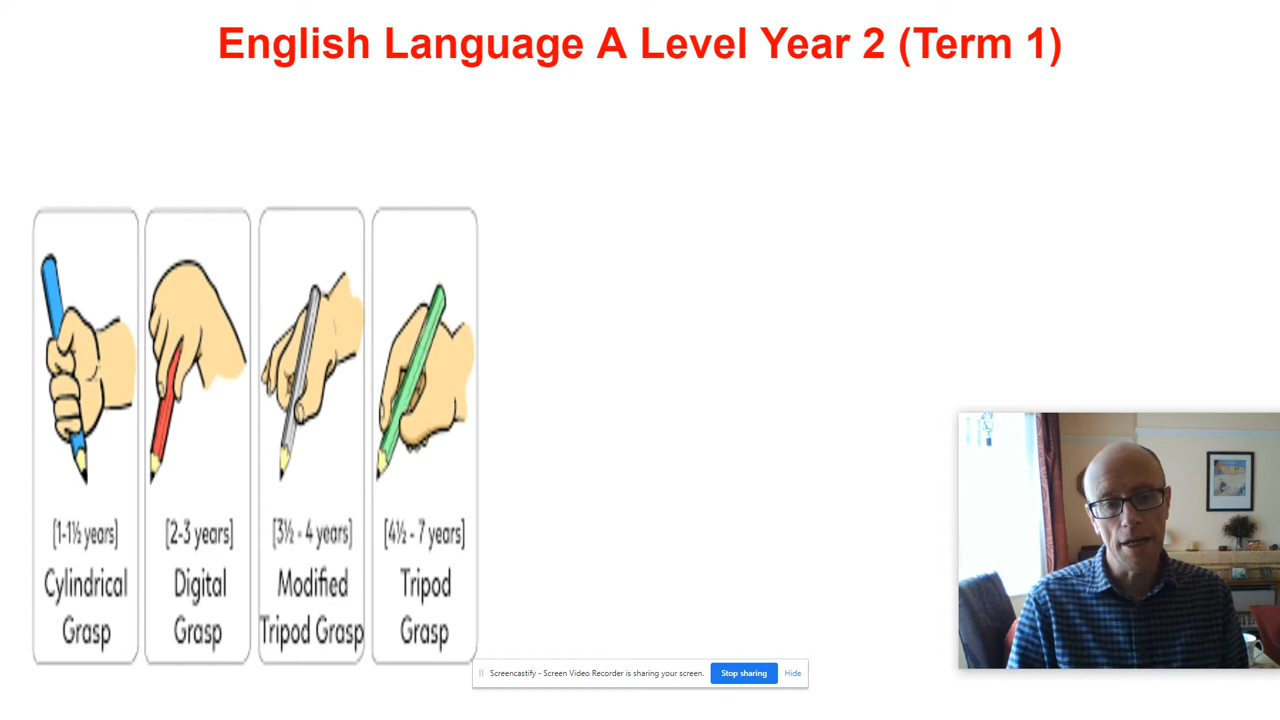 English Language A Level Year 2 (Term 1)
[1-1½ years]
Cylindrical
Grasp
[2-3 years]
Digital
Grasp
[3½ - 4 years]
Modified
Tripod Grasp
[4½ - 7 years]
Tripod
Grasp
Screencastify - Screen Video Recorder is sharing your screen. Stop sharing Hide